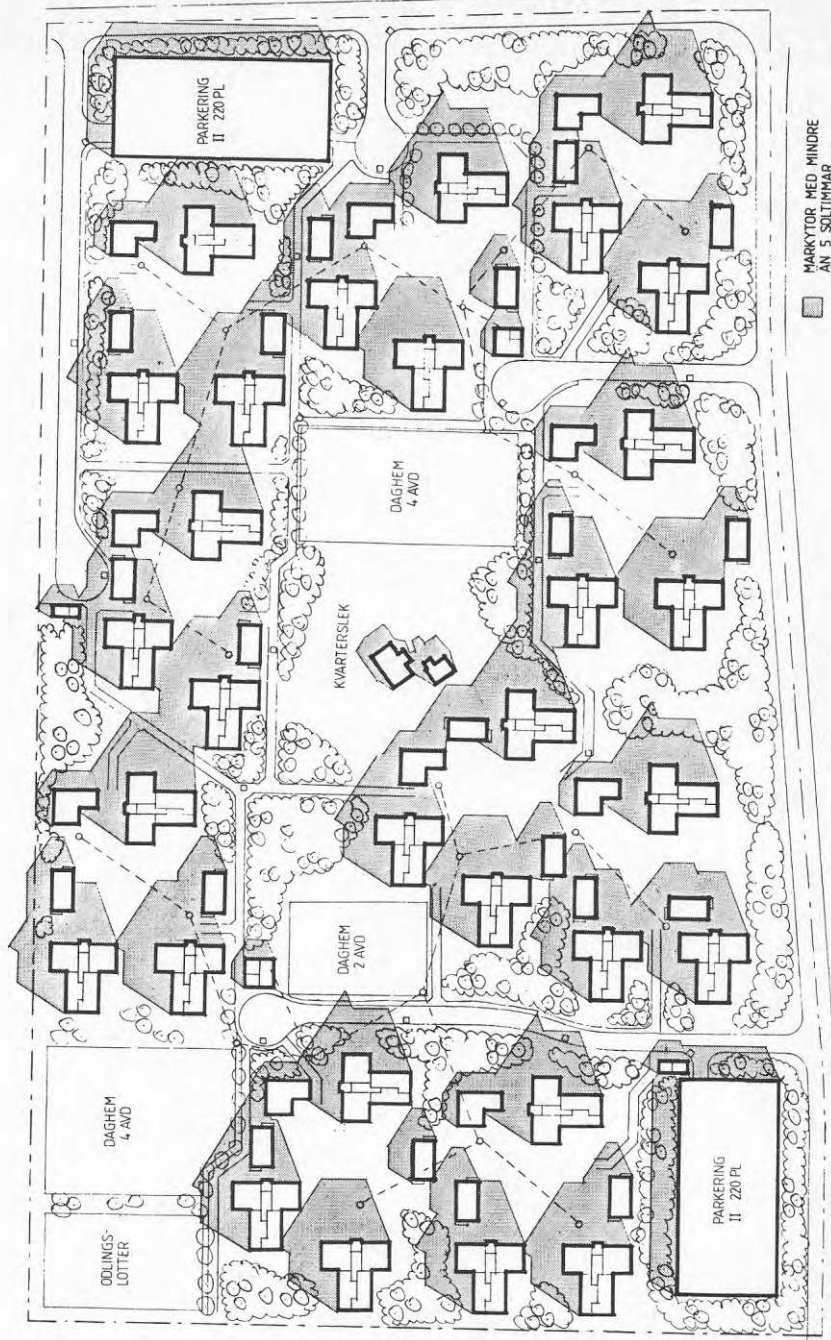 PARKERING
II 220 PL
DAGHEM
4 AVD
KVARTERSLEK
DAGHEM
2 AVD
DAGHEM
4 AVD
ODLINGS-
LOTTER
PARKERING
II 220 PL
MARKYTOR MED MINDRE
ÄN 5 SOLTIMMAR